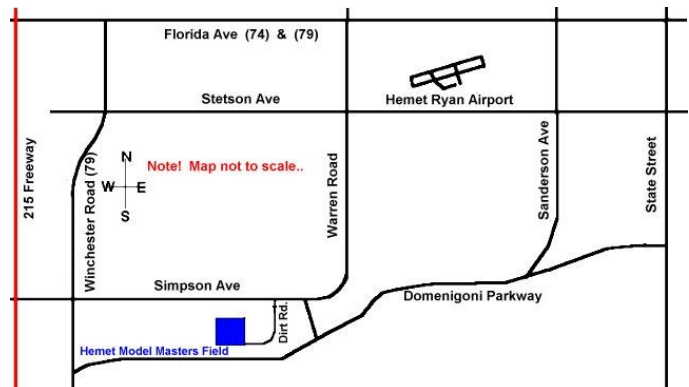 Florida Ave (74) & (79)
Stetson Ave
Hemet Ryan Airport
215 Freeway
Winchester Road (79)
N
W E
S
Note! Map not to scale..
Warren Road
Sanderson Ave
State Street
Simpson Ave
Domenigoni Parkway
Dirt Rd.
Hemet Model Masters Field